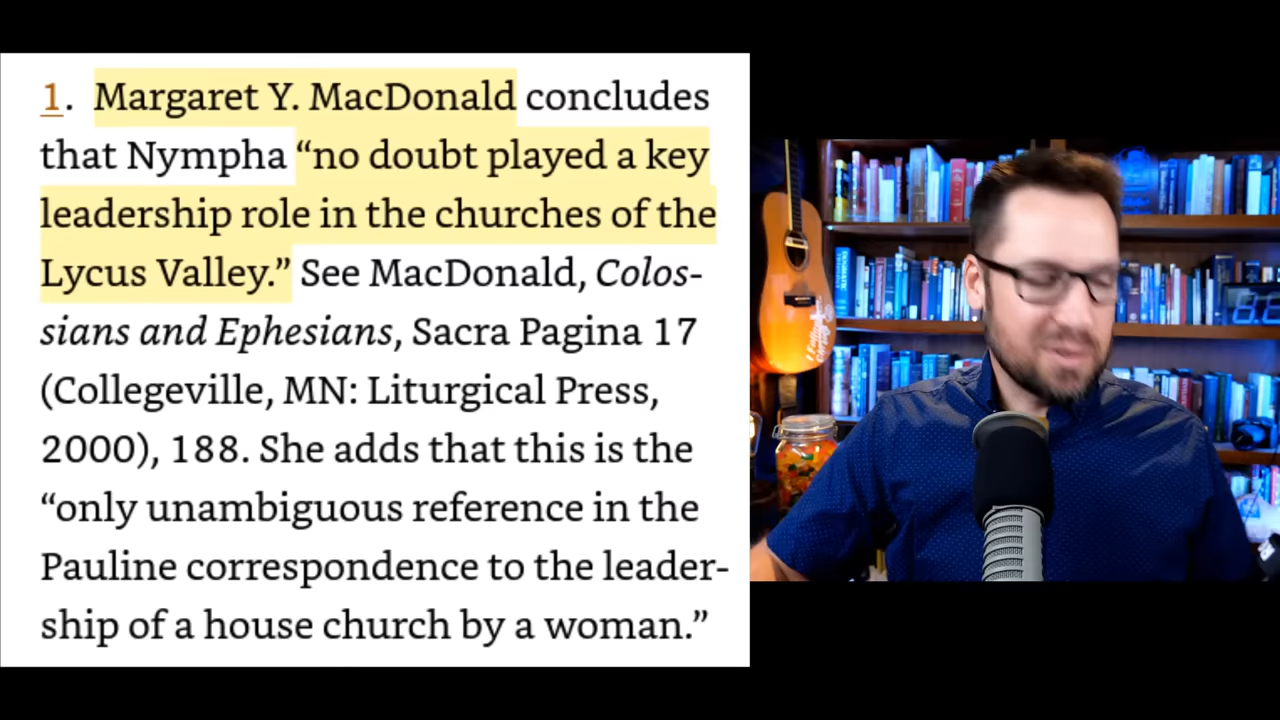 1. Margaret Y. MacDonald concludes
that Nympha “no doubt played a key
leadership role in the churches of the
Lycus Valley.” See MacDonald, Colos-
sians and Ephesians, Sacra Pagina 17
(Collegeville, MN: Liturgical Press,
2000), 188. She adds that this is the
“only unambiguous reference in the
Pauline correspondence to the leader-
ship of a house church by a woman.”